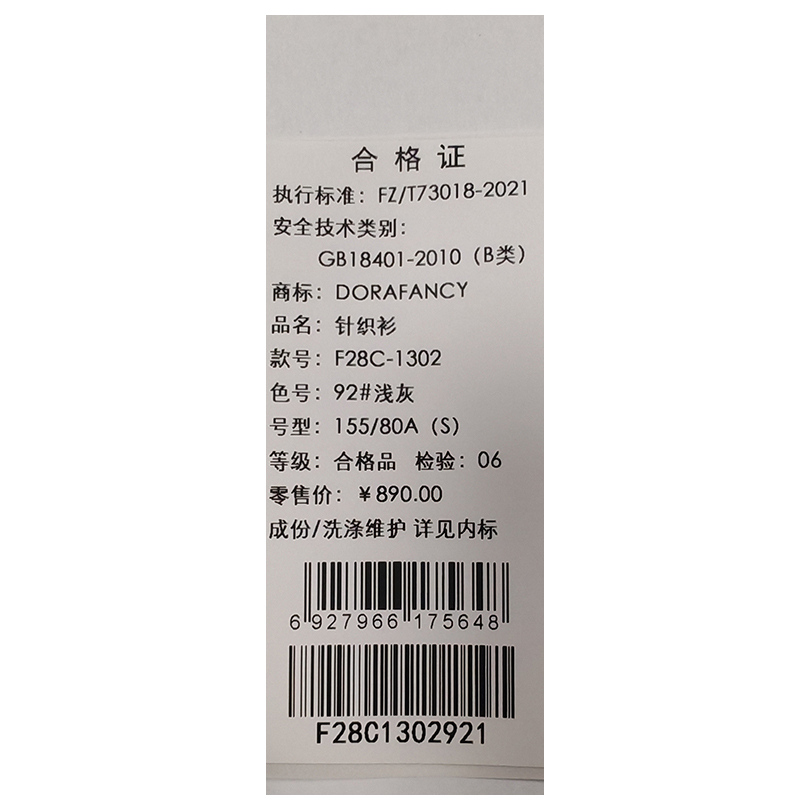 合格证
执行标准：FZ/T73018-2021
安全技术类别：
GB18401-2010（B类）
商标：DORAFANCY
品名：针织衫
款号：F28C-1302
色号：92#浅灰
号型：155/80A（S）
等级：合格品 检验：06
零售价：￥890.00
成份/洗涤维护 详见内标
6 927966 175648
F28C1302921